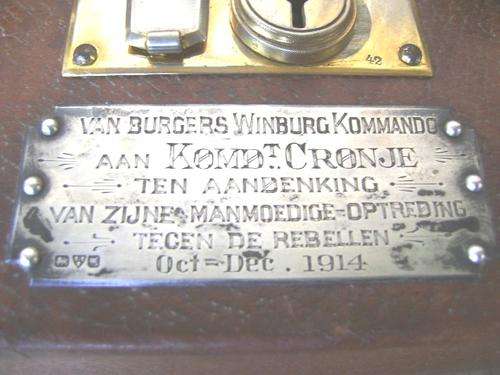 42
VAN BURGERS WINBURG KOMMANDO
AAN KOMDT. CRONJE
TEN AANDENKING
VAN ZIJNE=MANMOEDIGE=OPTREDING
TEGEN DE REBELLEN
Oct=Dec. 1914